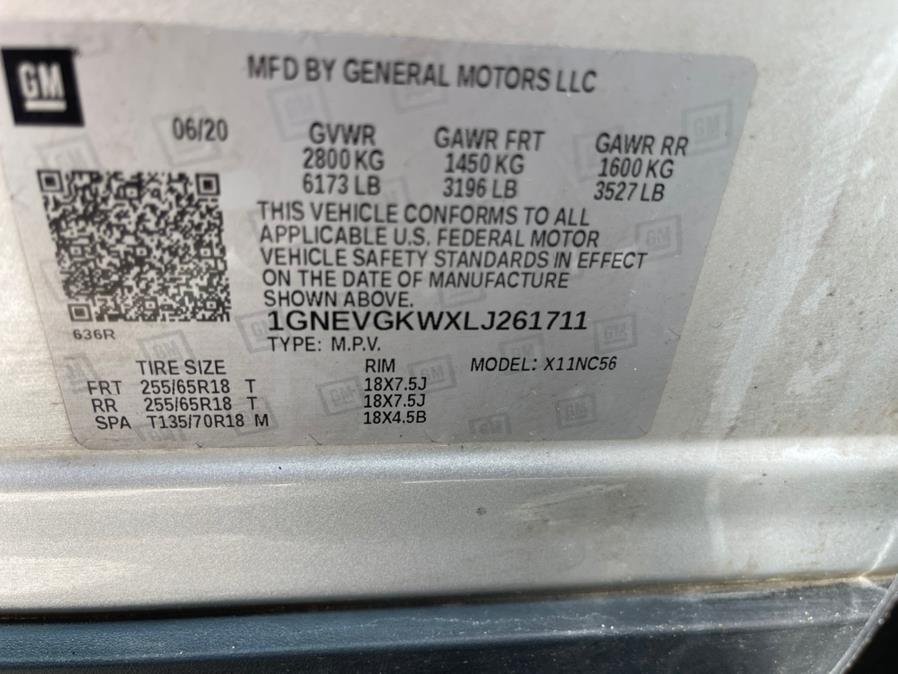 GM
MFD BY GENERAL MOTORS LLC
06/20 GVWR GAWR FRT GAWR RR
2800 KG 1450 KG 1600 KG
6173 LB 3196 LB 3527 LB
THIS VEHICLE CONFORMS TO ALL
APPLICABLE U.S. FEDERAL MOTOR
VEHICLE SAFETY STANDARDS IN EFFECT
ON THE DATE OF MANUFACTURE
SHOWN ABOVE.
636R
1GNEVGKWXLJ261711
TYPE: M.P.V.
TIRE SIZE RIM MODEL: X11NC56
FRT 255/65R18 T 18X7.5J
RR 255/65R18 T 18X7.5J
SPA T135/70R18 M 18X4.5B